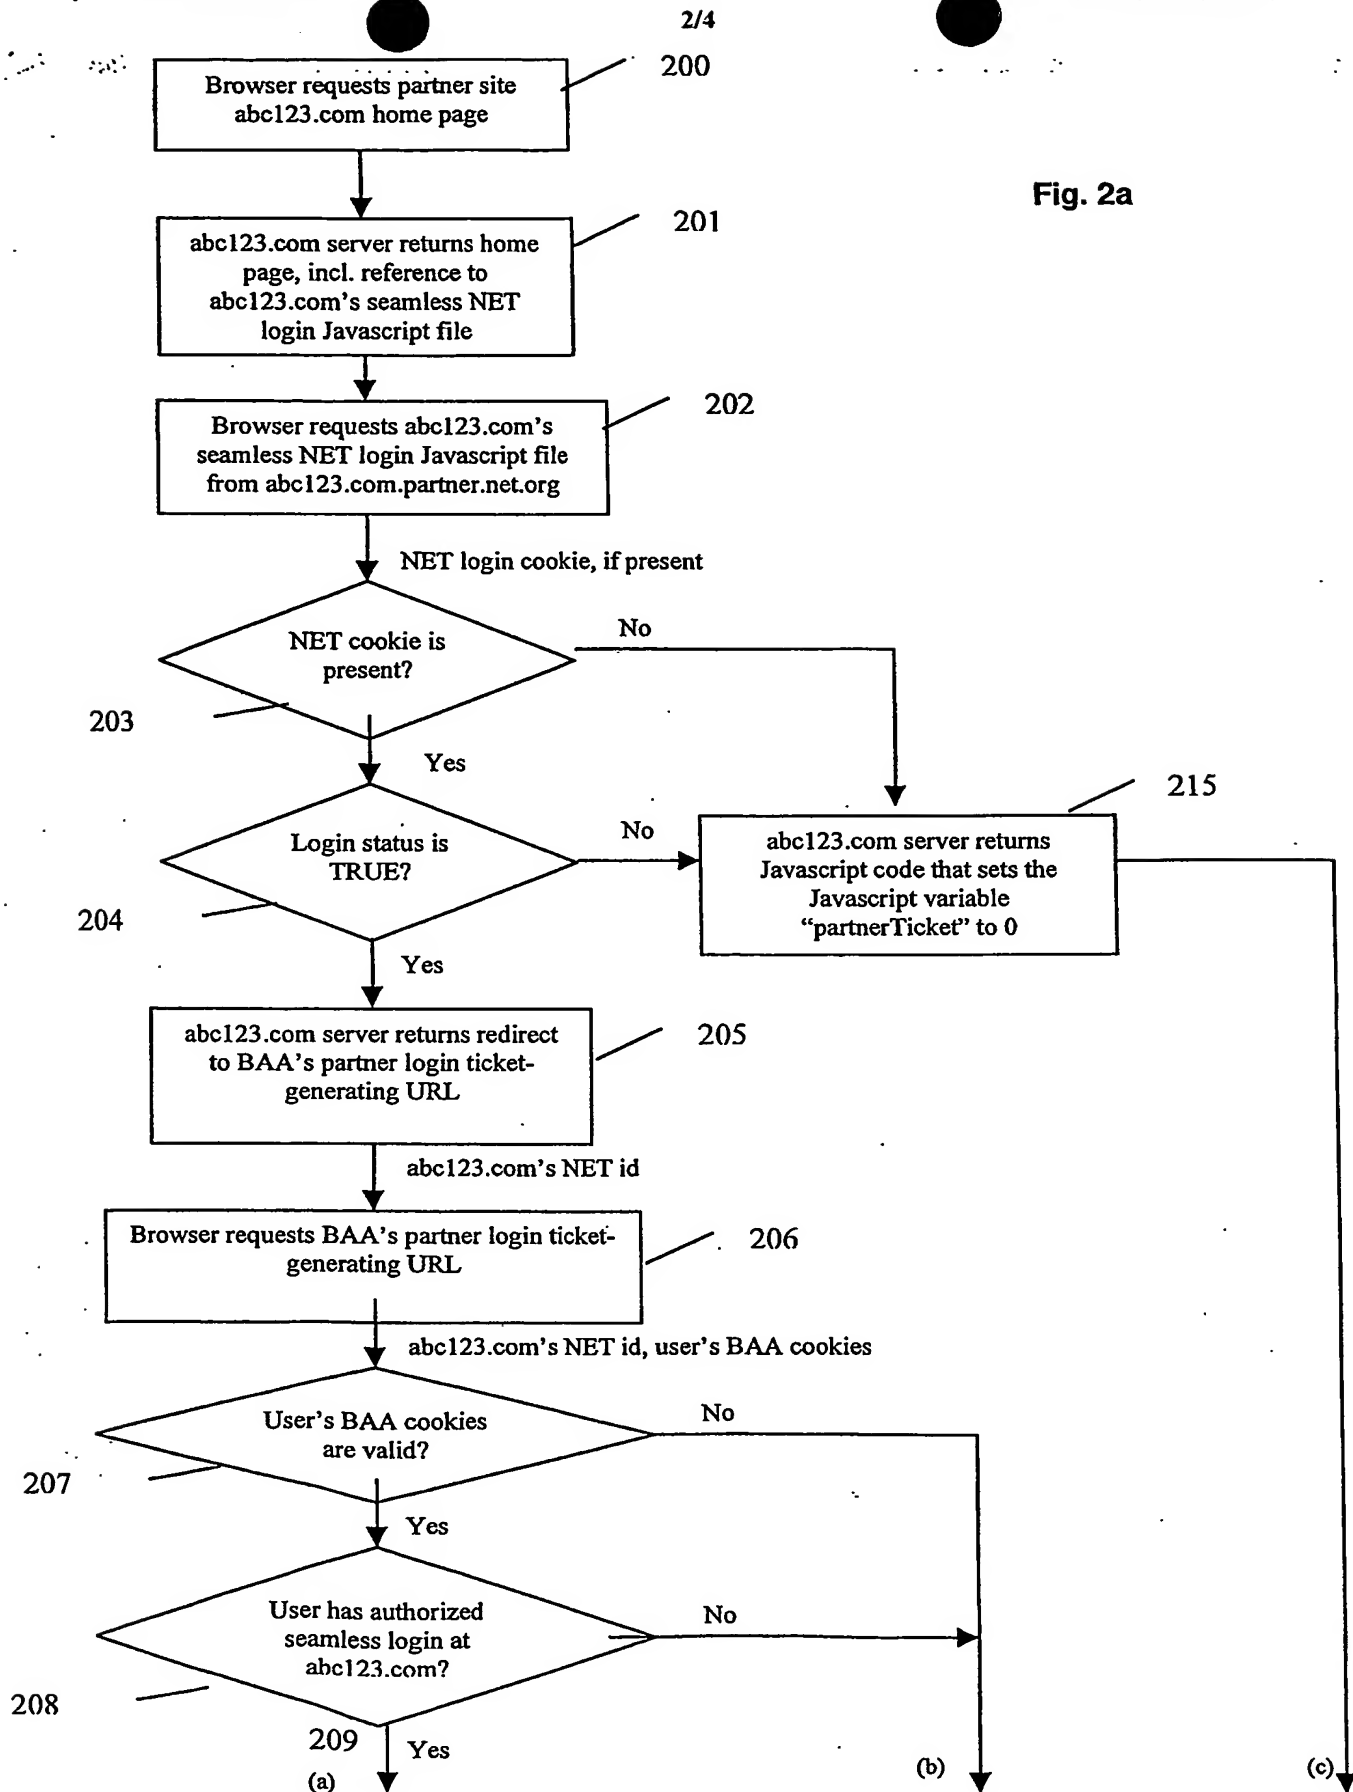 2/4
Browser requests partner site
abc123.com home page
200
Fig. 2a
abc123.com server returns home
page, incl. reference to
abc123.com's seamless NET
login Javascript file
201
Browser requests abc123.com's
seamless NET login Javascript file
from abc123.com.partner.net.org
202
NET login cookie, if present
NET cookie is
present?
No
203
Yes
Login status is
TRUE?
No
204
abc123.com server returns
Javascript code that sets the
Javascript variable
“partnerTicket” to 0
215
Yes
abc123.com server returns redirect
to BAA's partner login ticket-
generating URL
205
abc123.com's NET id
Browser requests BAA's partner login ticket-
generating URL
206
abc123.com's NET id, user's BAA cookies
User's BAA cookies
are valid?
No
207
Yes
User has authorized
seamless login at
abc123.com?
No
208
209
Yes
(a)
(b)
(c)